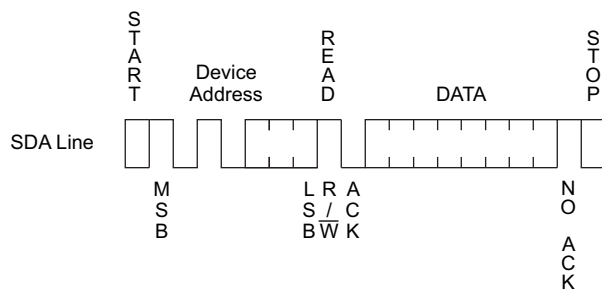 START
READ
STOP
Device
Address
DATA
SDA Line
MSB
LSB
R/W
ACK
NO ACK